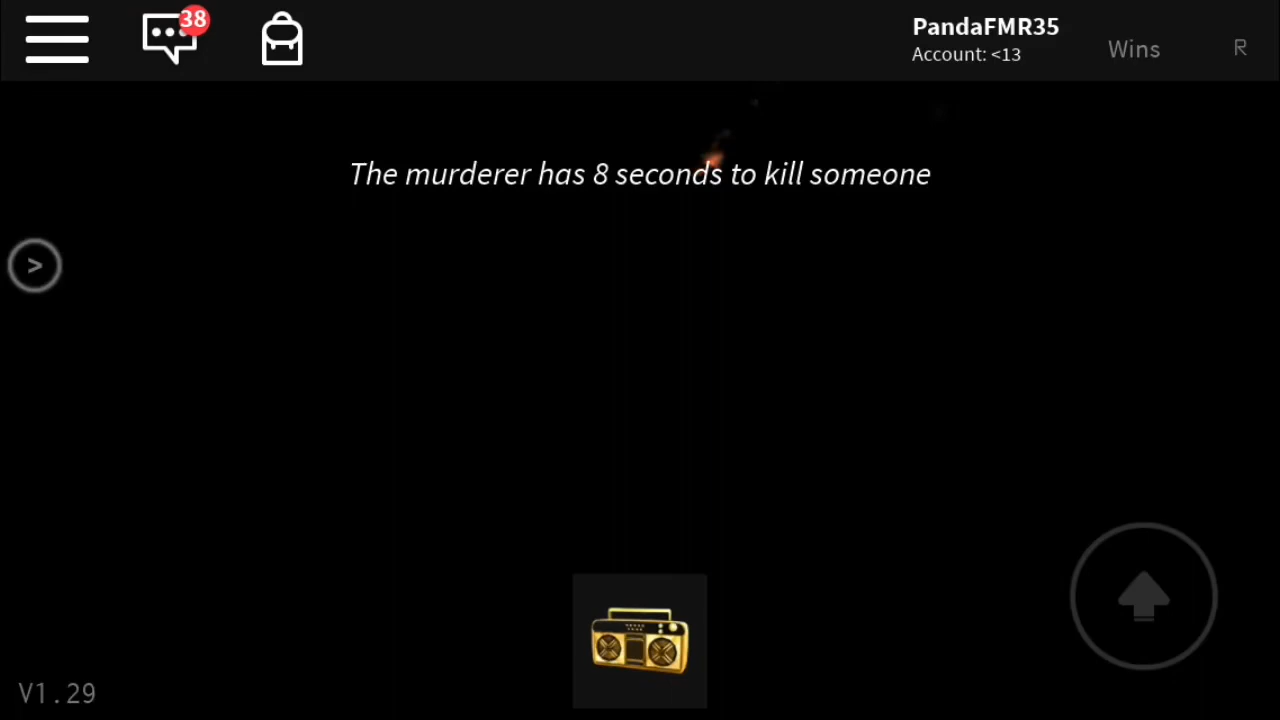 38
PandaFMR35
Account: <13
Wins
R
The murderer has 8 seconds to kill someone
>
V1.29